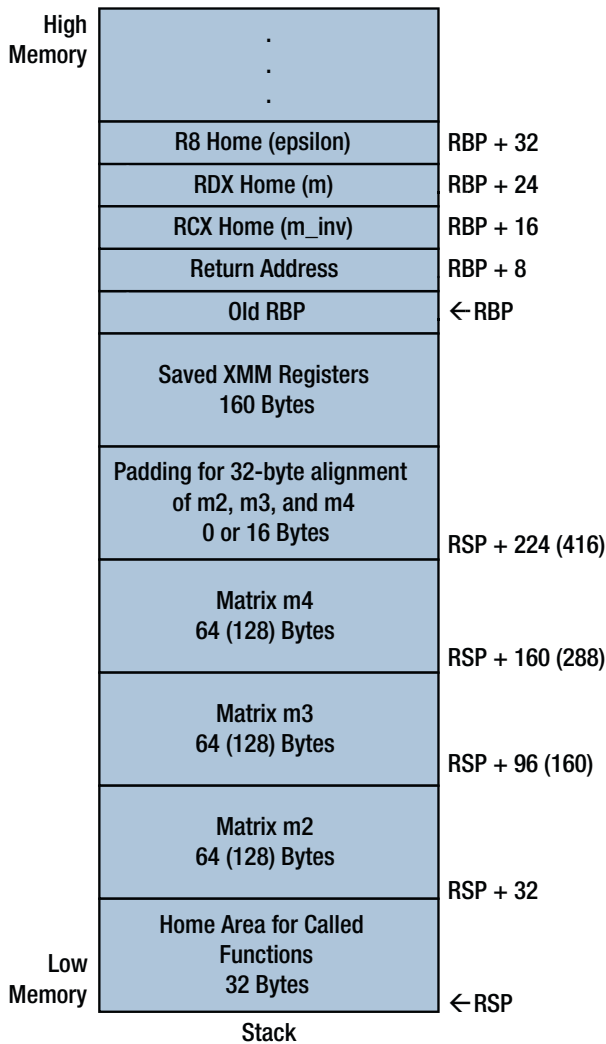 High
Memory
.
.
.
R8 Home (epsilon)
RBP + 32
RDX Home (m)
RBP + 24
RCX Home (m_inv)
RBP + 16
Return Address
RBP + 8
Old RBP
←RBP
Saved XMM Registers
160 Bytes
Padding for 32-byte alignment
of m2, m3, and m4
0 or 16 Bytes
RSP + 224 (416)
Matrix m4
64 (128) Bytes
RSP + 160 (288)
Matrix m3
64 (128) Bytes
RSP + 96 (160)
Matrix m2
64 (128) Bytes
RSP + 32
Home Area for Called
Functions
32 Bytes
Low
Memory
←RSP
Stack